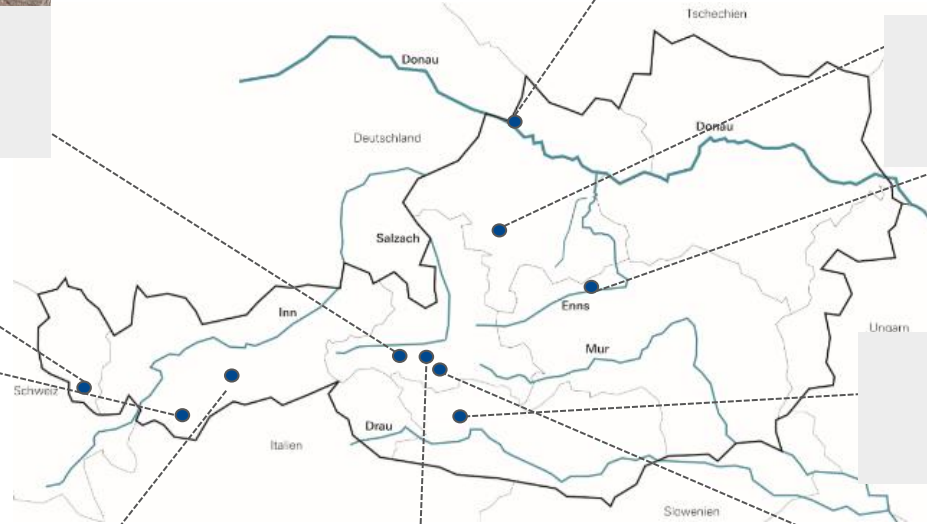 Tschechien
Donau
Deutschland
Donau
Salzach
Inn
Enns
Mur
Ungarn
Schweiz
Drau
Italien
Slowenien